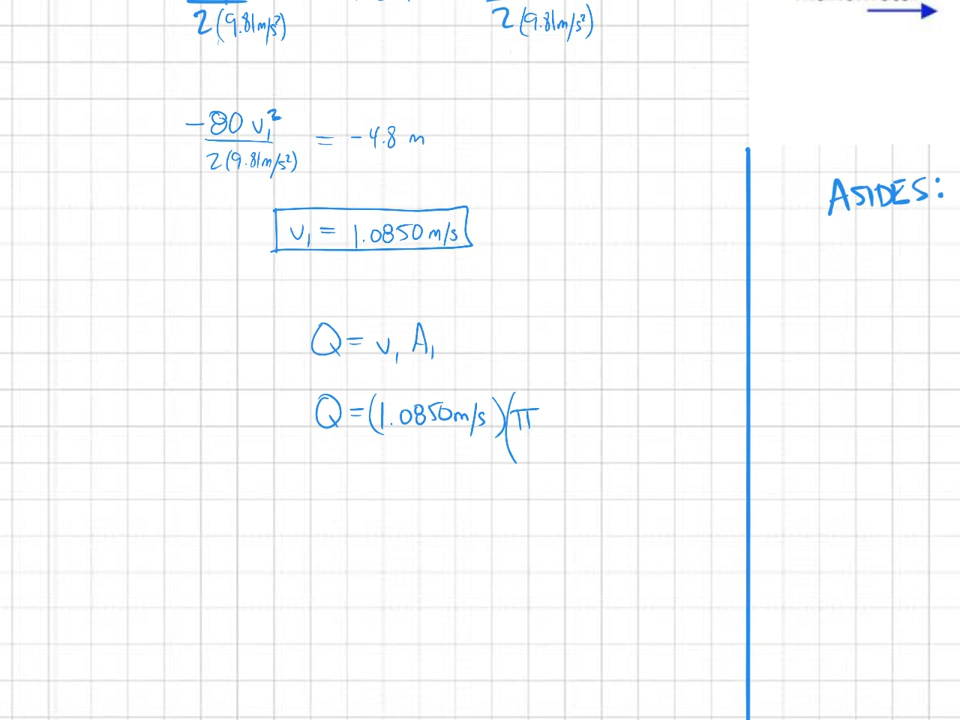 2(9.81m/s²) 2(9.81m/s²)
-80 v₁² / 2(9.81m/s²) = -4.8 m
ASIDES:
v₁ = 1.0850 m/s
Q = v₁ A₁
Q = (1.0850m/s)(π